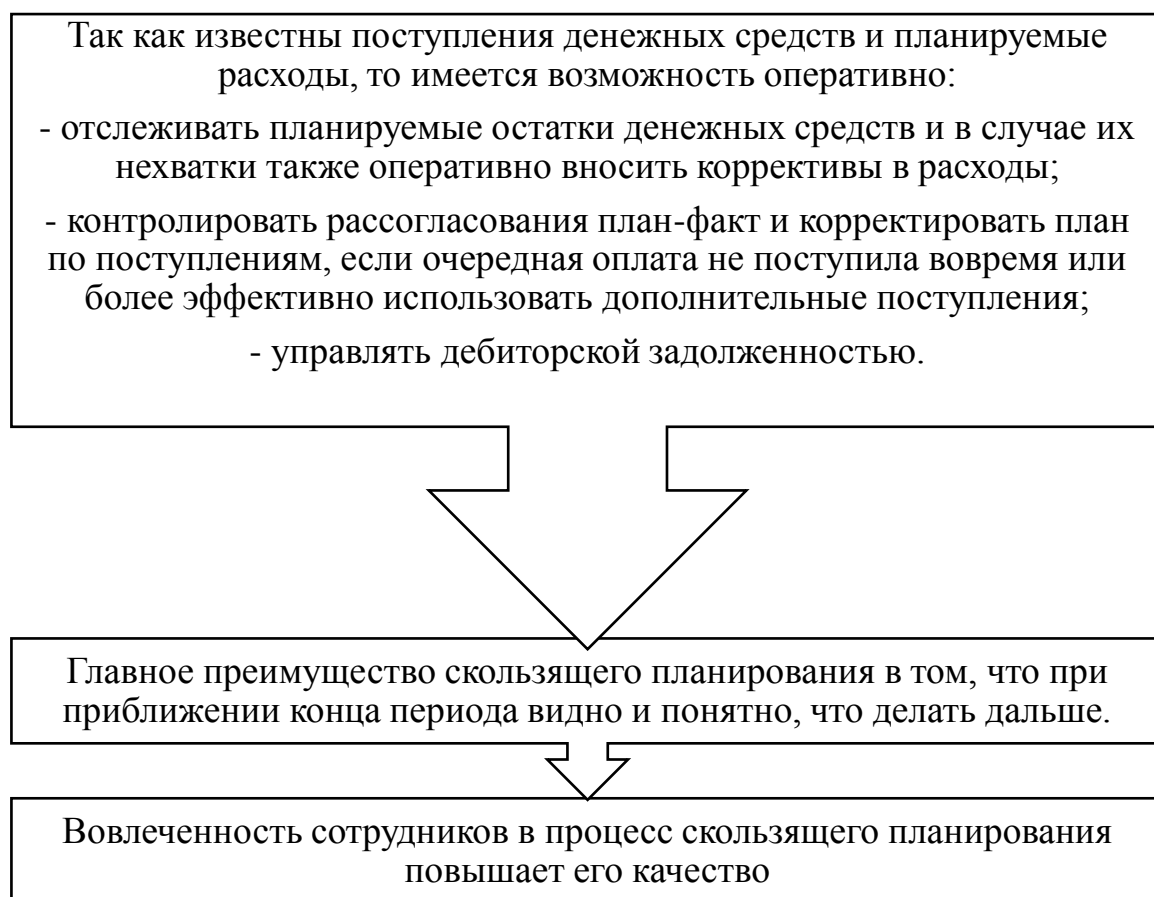 Так как известны поступления денежных средств и планируемые
расходы, то имеется возможность оперативно:
- отслеживать планируемые остатки денежных средств и в случае их
нехватки также оперативно вносить коррективы в расходы;
- контролировать рассогласования план-факт и корректировать план
по поступлениям, если очередная оплата не поступила вовремя или
более эффективно использовать дополнительные поступления;
- управлять дебиторской задолженностью.
Главное преимущество скользящего планирования в том, что при
приближении конца периода видно и понятно, что делать дальше.
Вовлеченность сотрудников в процесс скользящего планирования
повышает его качество